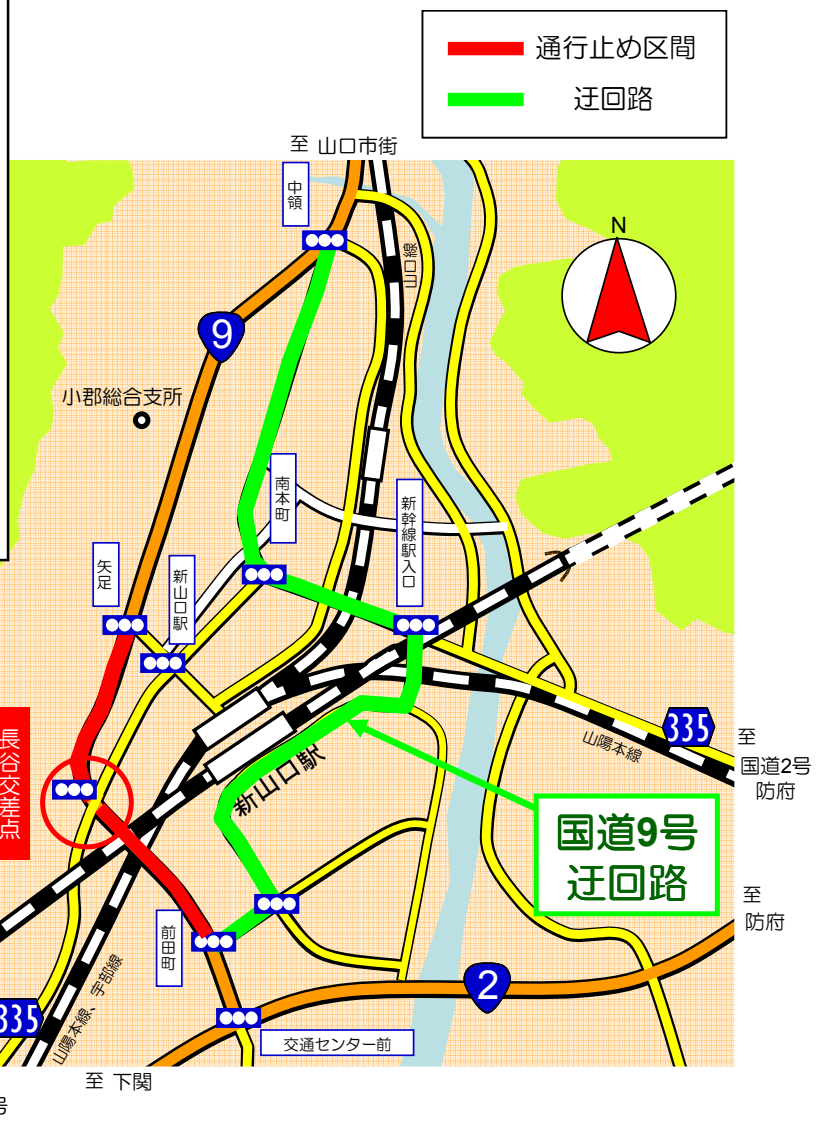 通行止め区間
迂回路
至 山口市街
中領
山口線
N
9
小郡総合支所
南本町
新幹線駅入口
矢足
新山口駅
長谷交差点
新山口駅
山陽本線
335
至
国道2号
防府
国道9号
迂回路
至
防府
前田町
2
335
山陽本線、宇部線
交通センター前
至 下関
号